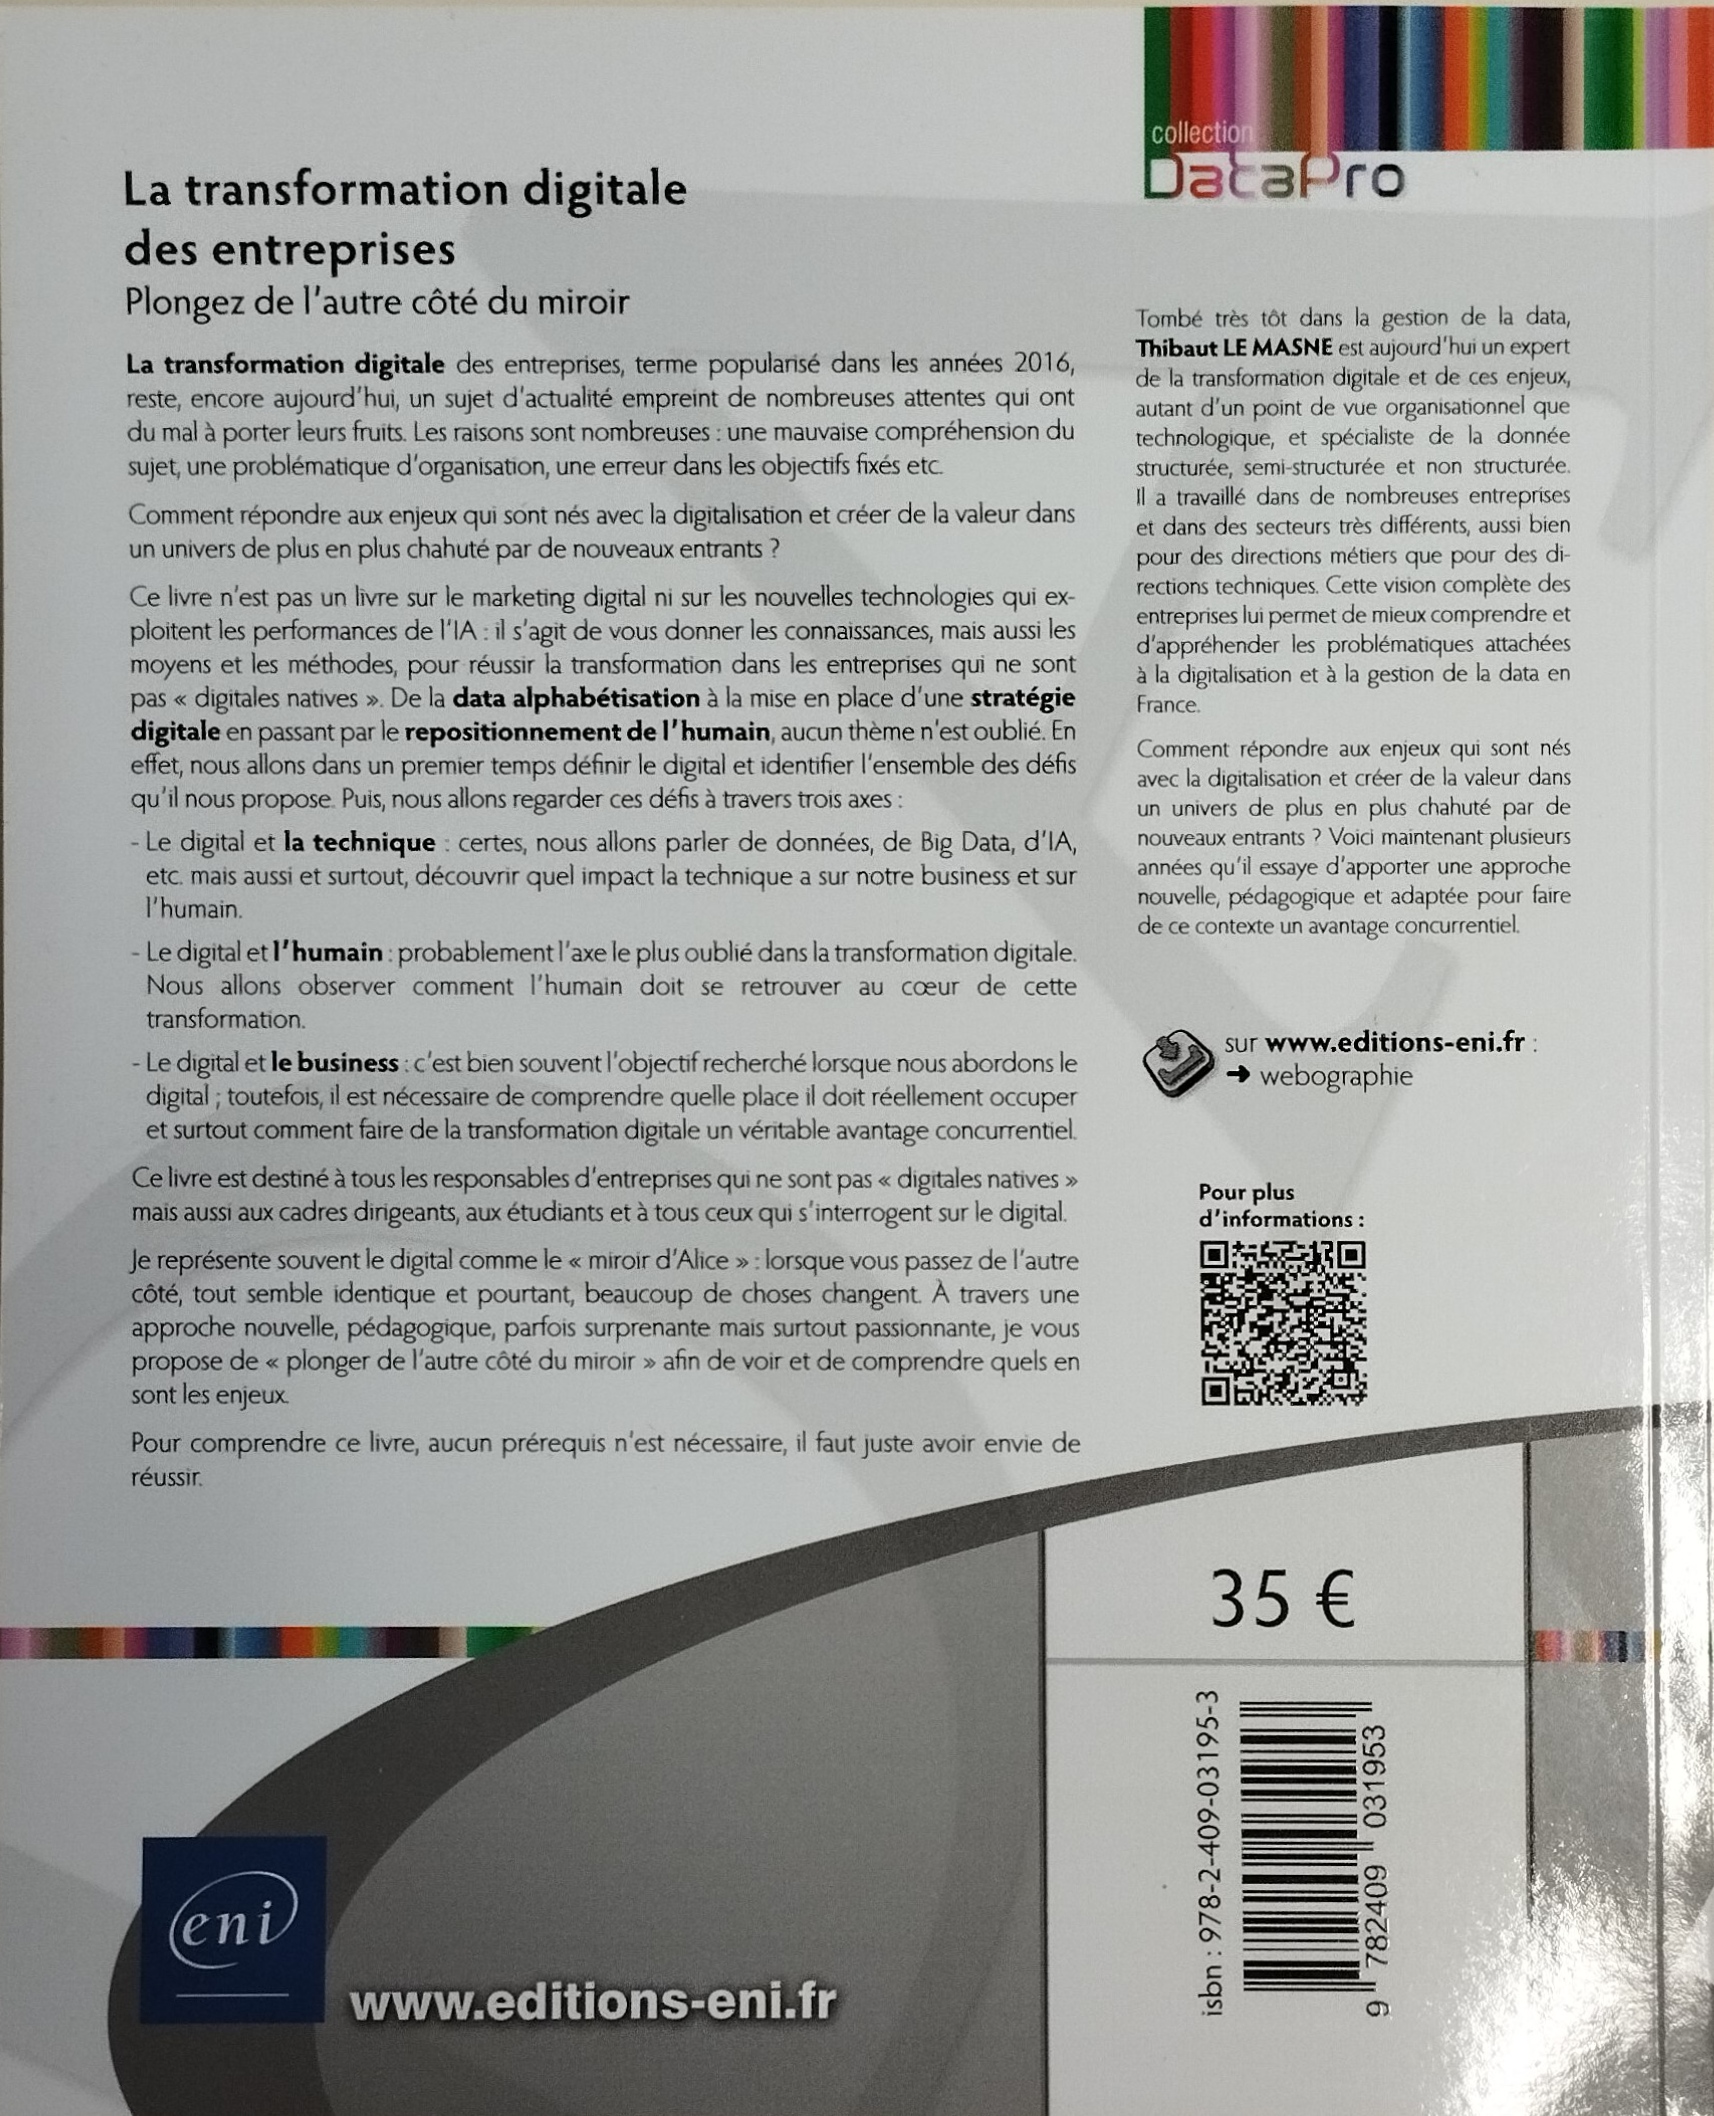 collection
DataPro
La transformation digitale
des entreprises
Plongez de l'autre côté du miroir
La transformation digitale des entreprises, terme popularisé dans les années 2016,
reste, encore aujourd'hui, un sujet d'actualité empreint de nombreuses attentes qui ont
du mal à porter leurs fruits. Les raisons sont nombreuses : une mauvaise compréhension du
sujet, une problématique d'organisation, une erreur dans les objectifs fixés etc.
Comment répondre aux enjeux qui sont nés avec la digitalisation et créer de la valeur dans
un univers de plus en plus chahuté par de nouveaux entrants ?
Ce livre n'est pas un livre sur le marketing digital ni sur les nouvelles technologies qui ex-
ploitent les performances de l'IA : il s'agit de vous donner les connaissances, mais aussi les
moyens et les méthodes, pour réussir la transformation dans les entreprises qui ne sont
pas « digitales natives ». De la data alphabétisation à la mise en place d'une stratégie
digitale en passant par le repositionnement de l'humain, aucun thème n'est oublié. En
effet, nous allons dans un premier temps définir le digital et identifier l'ensemble des défis
qu'il nous propose. Puis, nous allons regarder ces défis à travers trois axes :
- Le digital et la technique : certes, nous allons parler de données, de Big Data, d'IA,
etc. mais aussi et surtout, découvrir quel impact la technique a sur notre business et sur
l'humain.
- Le digital et l'humain : probablement l'axe le plus oublié dans la transformation digitale.
Nous allons observer comment l'humain doit se retrouver au cœur de cette
transformation.
- Le digital et le business : c'est bien souvent l'objectif recherché lorsque nous abordons le
digital ; toutefois, il est nécessaire de comprendre quelle place il doit réellement occuper
et surtout comment faire de la transformation digitale un véritable avantage concurrentiel.
Ce livre est destiné à tous les responsables d'entreprises qui ne sont pas « digitales natives »
mais aussi aux cadres dirigeants, aux étudiants et à tous ceux qui s'interrogent sur le digital.
Je représente souvent le digital comme le « miroir d'Alice » : lorsque vous passez de l'autre
côté, tout semble identique et pourtant, beaucoup de choses changent. À travers une
approche nouvelle, pédagogique, parfois surprenante mais surtout passionnante, je vous
propose de « plonger de l'autre côté du miroir » afin de voir et de comprendre quels en
sont les enjeux.
Pour comprendre ce livre, aucun prérequis n'est nécessaire, il faut juste avoir envie de
réussir.
Tombé très tôt dans la gestion de la data,
Thibaut LE MASNE est aujourd'hui un expert
de la transformation digitale et de ces enjeux,
autant d'un point de vue organisationnel que
technologique, et spécialiste de la donnée
structurée, semi-structurée et non structurée.
Il a travaillé dans de nombreuses entreprises
et dans des secteurs très différents, aussi bien
pour des directions métiers que pour des di-
rections techniques. Cette vision complète des
entreprises lui permet de mieux comprendre et
d'appréhender les problématiques attachées
à la digitalisation et à la gestion de la data en
France.
Comment répondre aux enjeux qui sont nés
avec la digitalisation et créer de la valeur dans
un univers de plus en plus chahuté par de
nouveaux entrants ? Voici maintenant plusieurs
années qu'il essaye d'apporter une approche
nouvelle, pédagogique et adaptée pour faire
de ce contexte un avantage concurrentiel.
sur www.editions-eni.fr :
➜ webographie
Pour plus
d'informations :
35 €
isbn : 978-2-409-03195-3
9 782409 031953
eni
www.editions-eni.fr